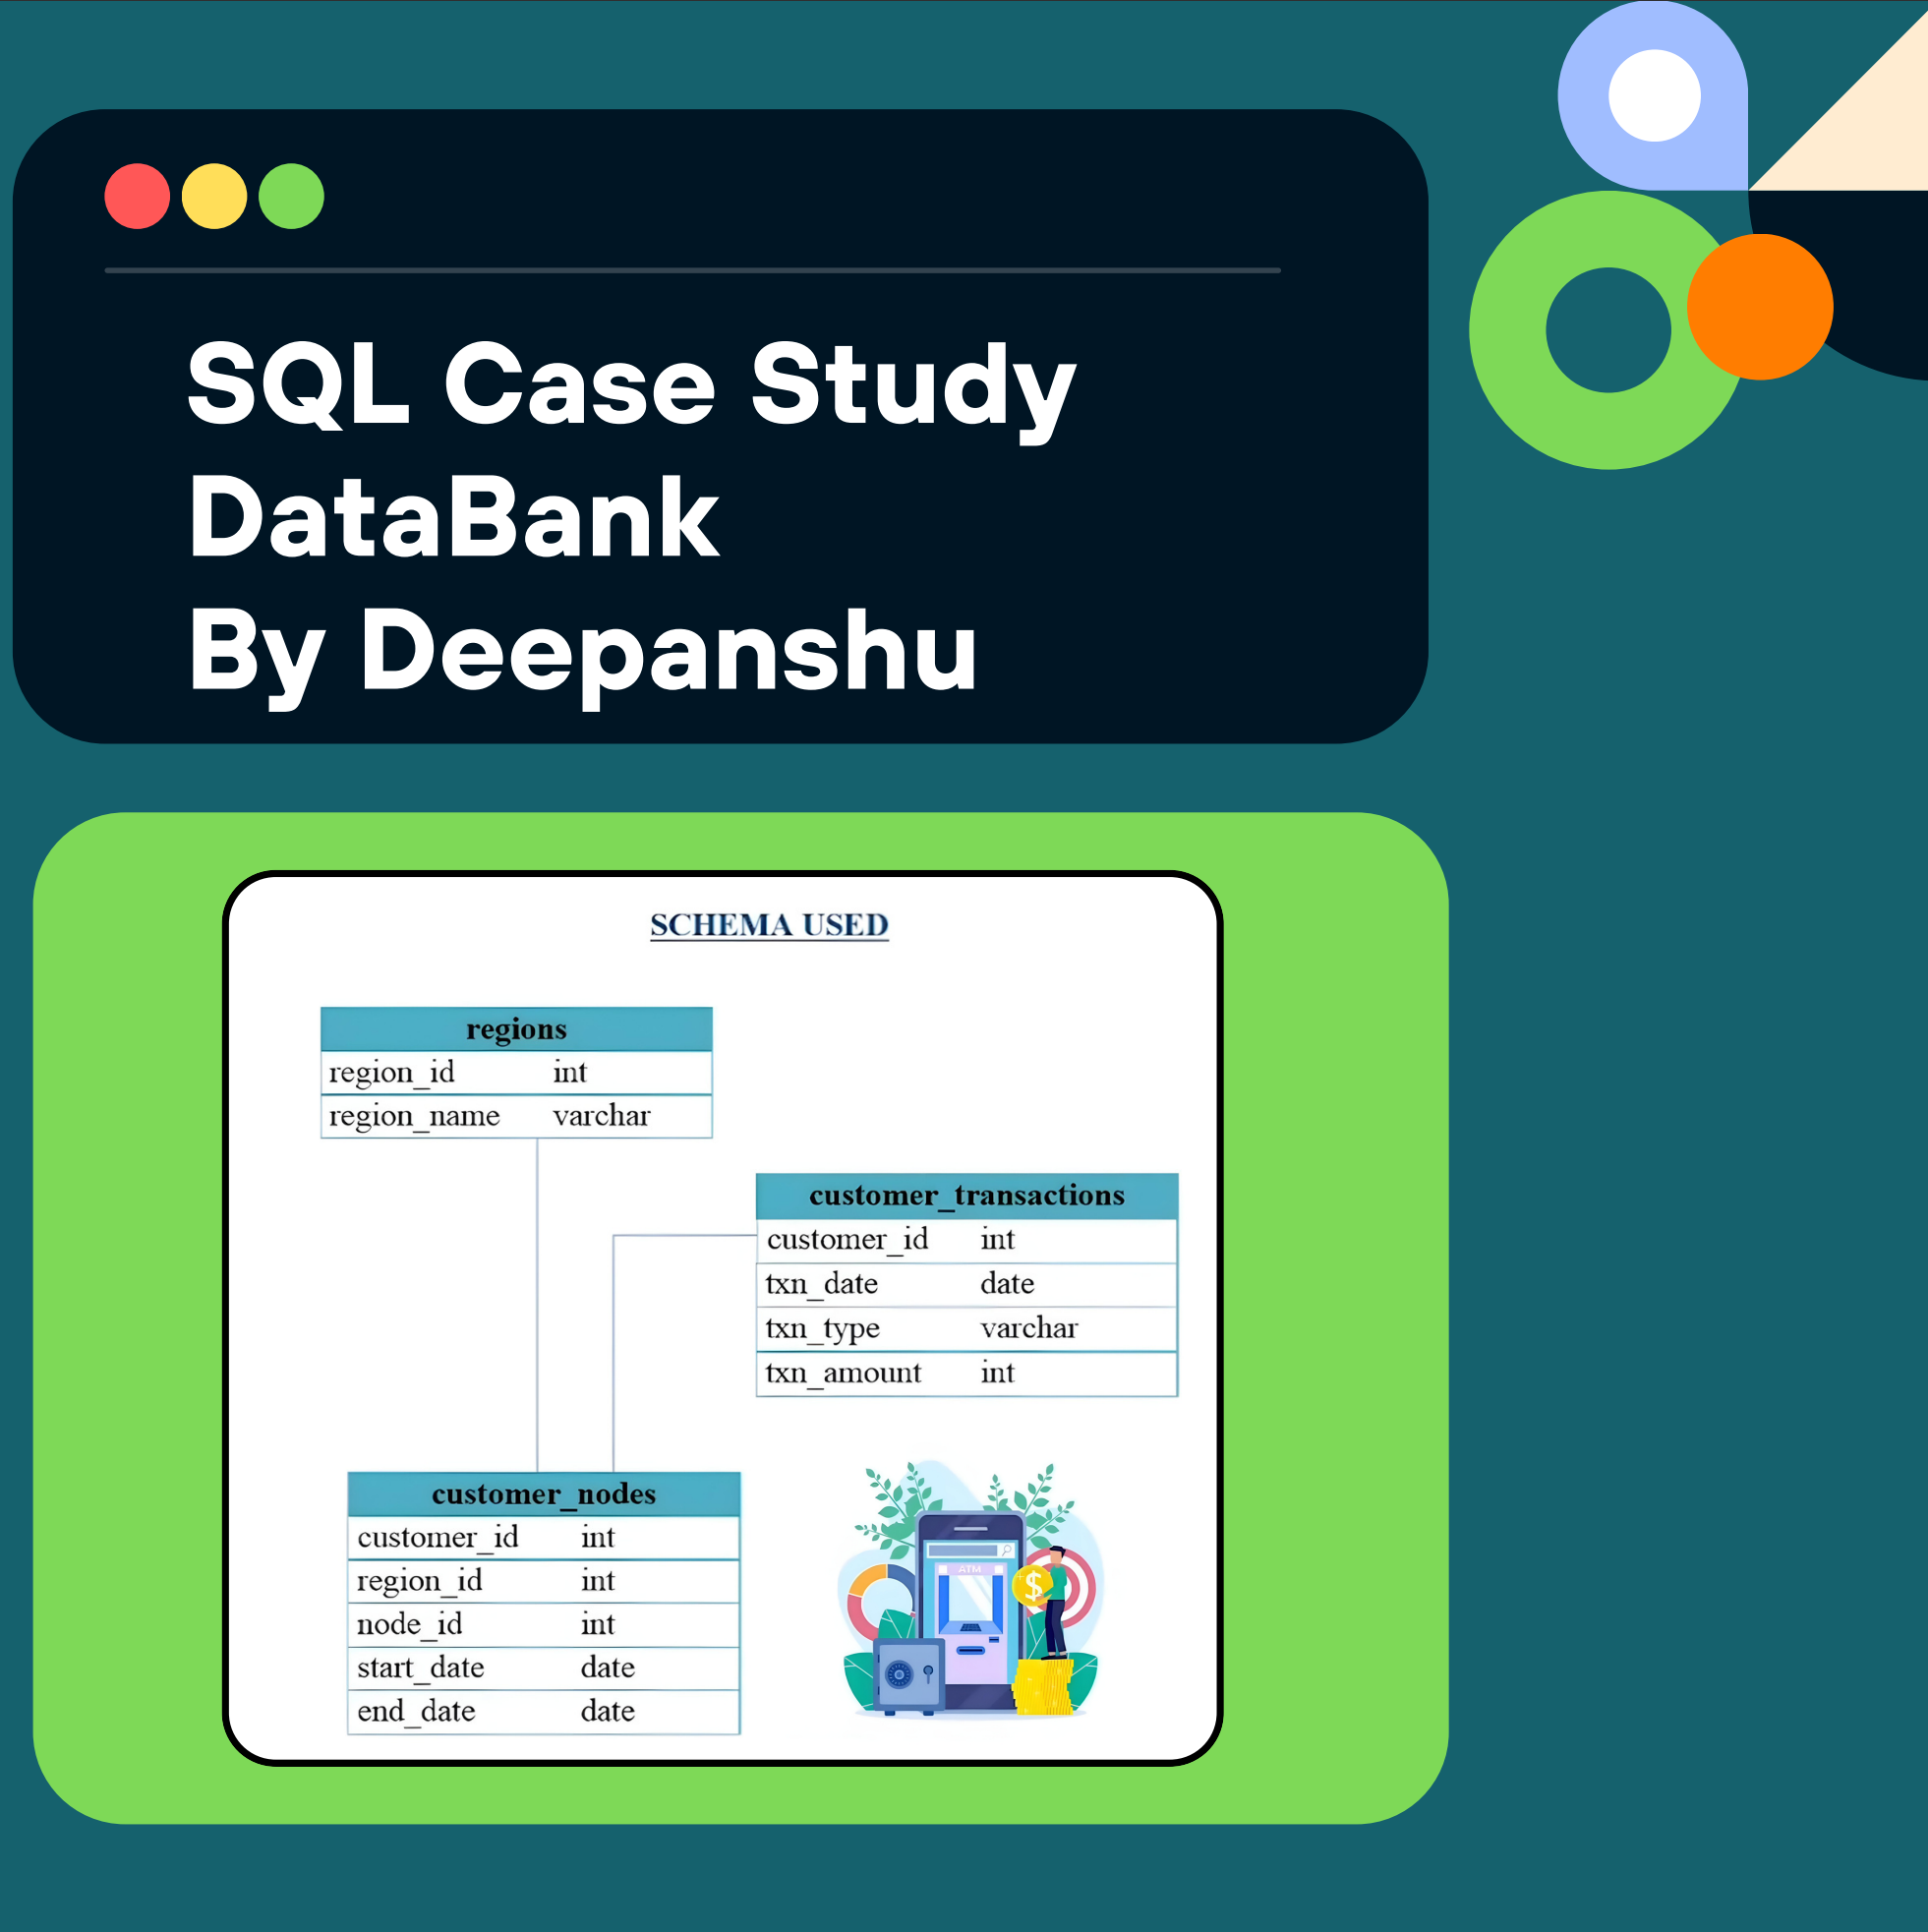 SQL Case Study
DataBank
By Deepanshu
SCHEMA USED
regions
region_id int
region_name varchar
customer_transactions
customer_id int
txn_date date
txn_type varchar
txn_amount int
customer_nodes
customer_id int
region_id int
node_id int
start_date date
end_date date
ATM
$